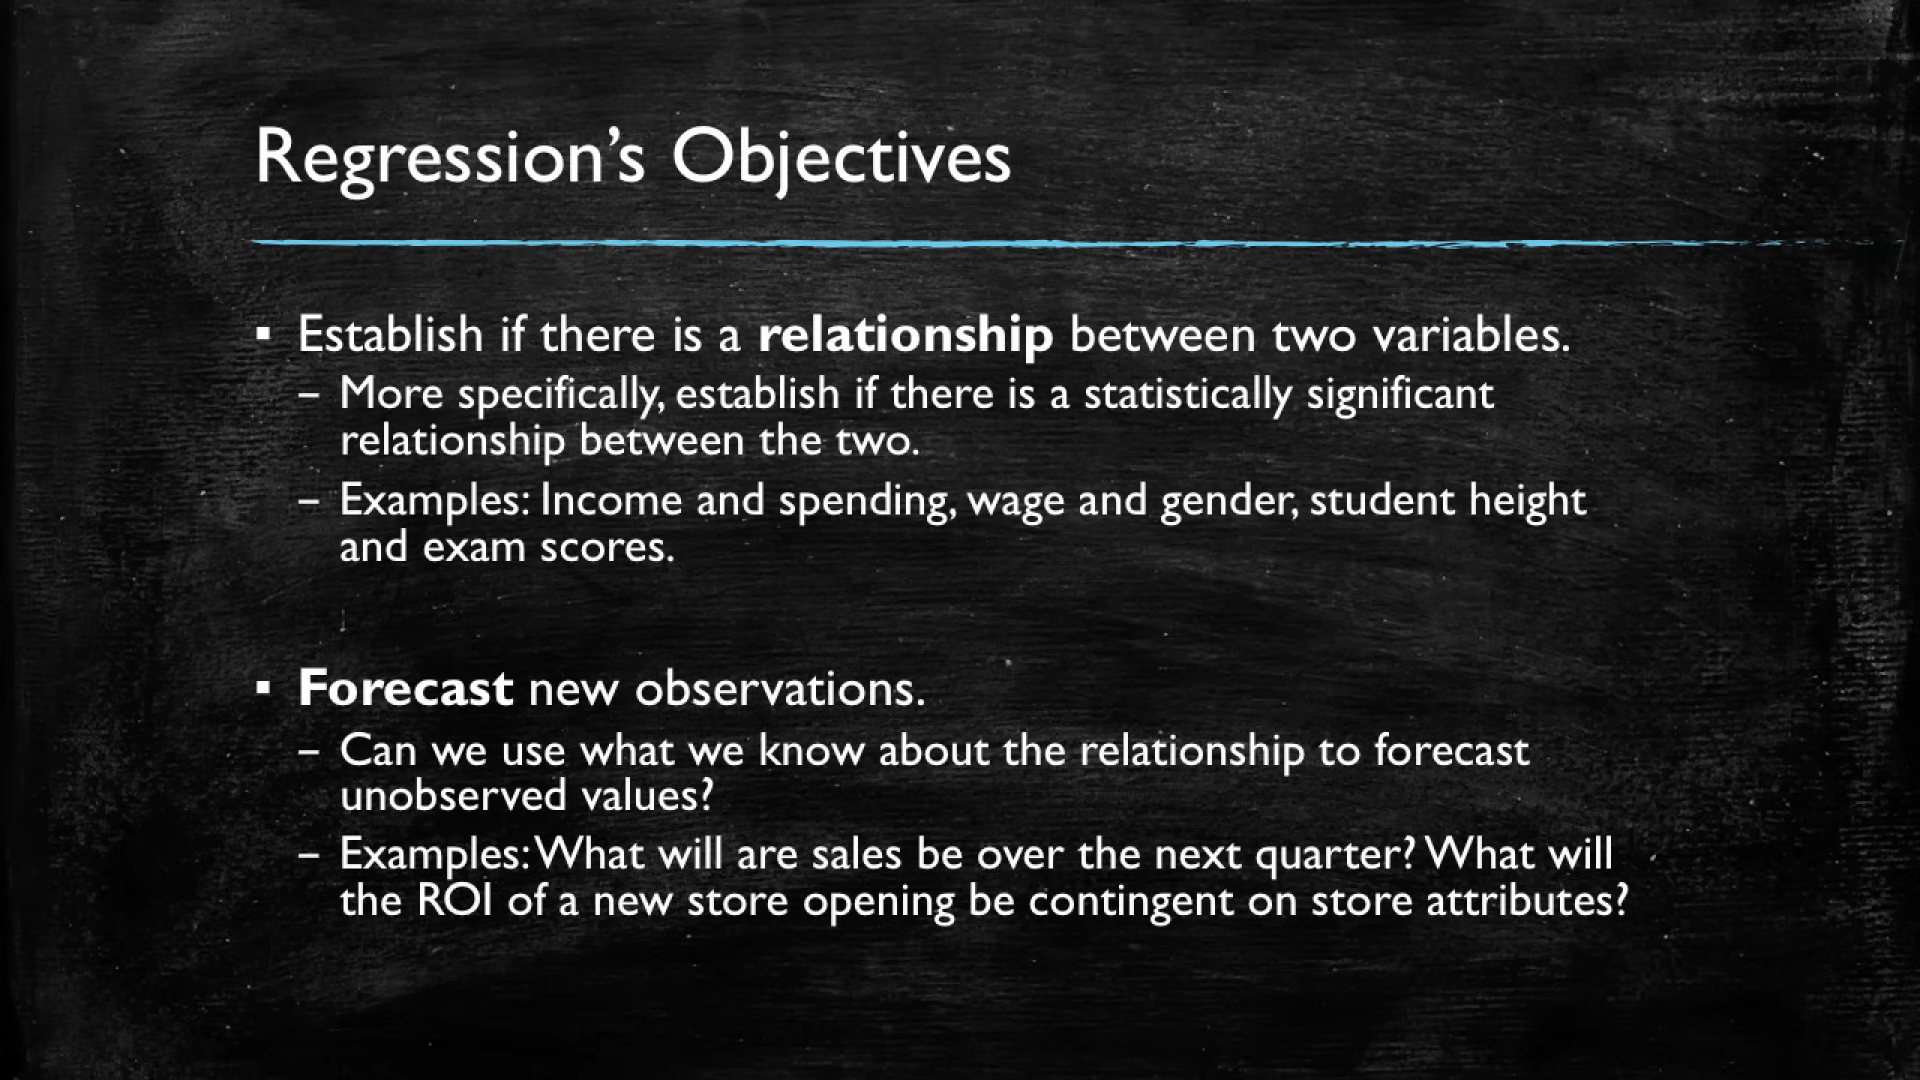 Regression’s Objectives
▪ Establish if there is a relationship between two variables.
– More specifically, establish if there is a statistically significant
relationship between the two.
– Examples: Income and spending, wage and gender, student height
and exam scores.
▪ Forecast new observations.
– Can we use what we know about the relationship to forecast
unobserved values?
– Examples: What will are sales be over the next quarter? What will
the ROI of a new store opening be contingent on store attributes?